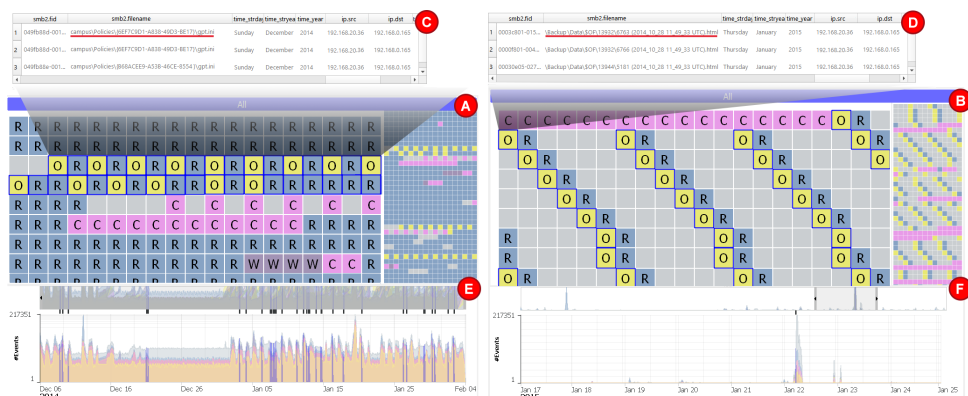 smb2.fid smb2.filename time_strday time_stryear time_year ip.src ip.dst
1 049fb88d-001... campus\Policies\{6EF7C9D1-A838-49D3-BE17}\gpt.ini Sunday December 2014 192.168.20.36 192.168.0.165
2 049fb88d-001... campus\Policies\{6EF7C9D1-A838-49D3-BE17}\gpt.ini Sunday December 2014 192.168.20.36 192.168.0.165
3 049fb88d-001... campus\Policies\{68ACEE9-A538-46CE-8554}\gpt.ini Sunday December 2014 192.168.20.36 192.168.0.165
C
smb2.fid smb2.filename time_strday time_stryear time_year ip.src ip.dst
1 0003c801-015... \Backup\Data\$OF\13932\6763 (2014_10_28 11_49_33 UTC).html Thursday January 2015 192.168.20.36 192.168.0.165
2 0000f801-004... \Backup\Data\$OF\13932\6766 (2014_10_28 11_49_33 UTC).html Thursday January 2015 192.168.20.36 192.168.0.165
3 00030e05-027... \Backup\Data\$OF\13944\5181 (2014_10_28 11_49_33 UTC).html Thursday January 2015 192.168.20.36 192.168.0.165
D
All
A
R R R R R R R R R R R R R R R R R R R
R R R R R R R R R R R R R R R R R R R
O R O R O R O R O R O R O R O R O
O R R O R O R O R R O R O R R R R R R
R R R R C C C C C C
R R R C C C C C C C C C C C C R R R R
R R R R R R R R R R R R R R R R R R R
R R R R R R R R R R R R W W W W C C R
All
B
C C C C C C C C C C C C C C C C C O R
O R O R O R O R
O R O R O R O
O R O R O R
O R O R O R
O R O R O R
R O R O R O
R O R O R O
O R O R O R O R
E
217351
#Events
1
Dec 06 Dec 16 Dec 26 Jan 05 Jan 15 Jan 25 Feb 04
2014
F
217351
#Events
1
Jan 17 Jan 18 Jan 19 Jan 20 Jan 21 Jan 22 Jan 23 Jan 24 Jan 25
2015